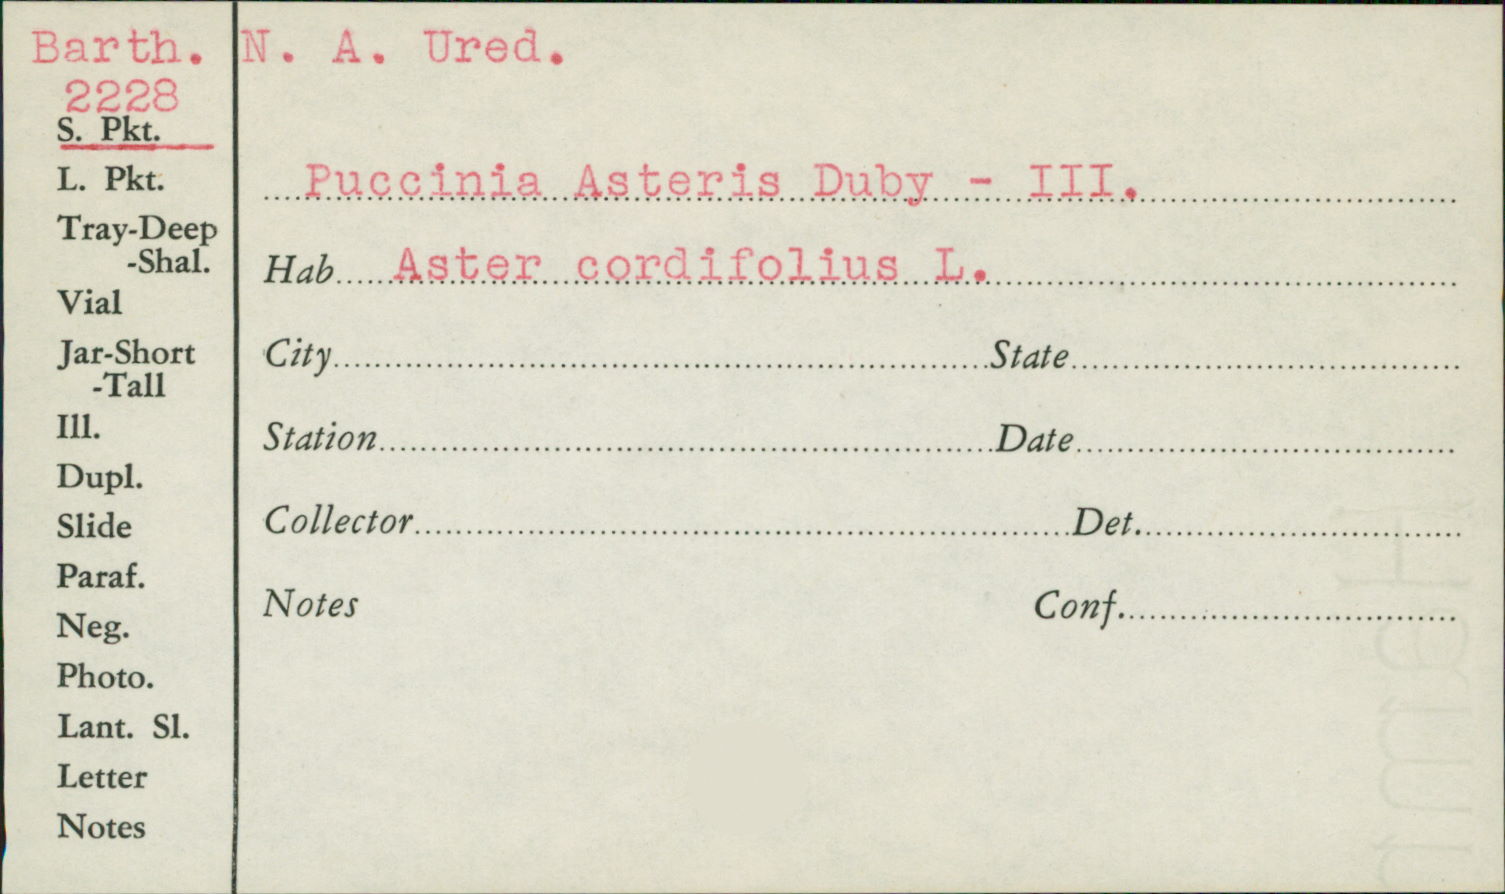 Barth. N. A. Ured.
2228
S. Pkt.
L. Pkt.
Tray-Deep
-Shal.
Vial
Jar-Short
-Tall
Ill.
Dupl.
Slide
Paraf.
Neg.
Photo.
Lant. Sl.
Letter
Notes
Puccinia Asteris Duby - III.
Hab Aster cordifolius L.
City State
Station Date
Collector Det.
Notes Conf.